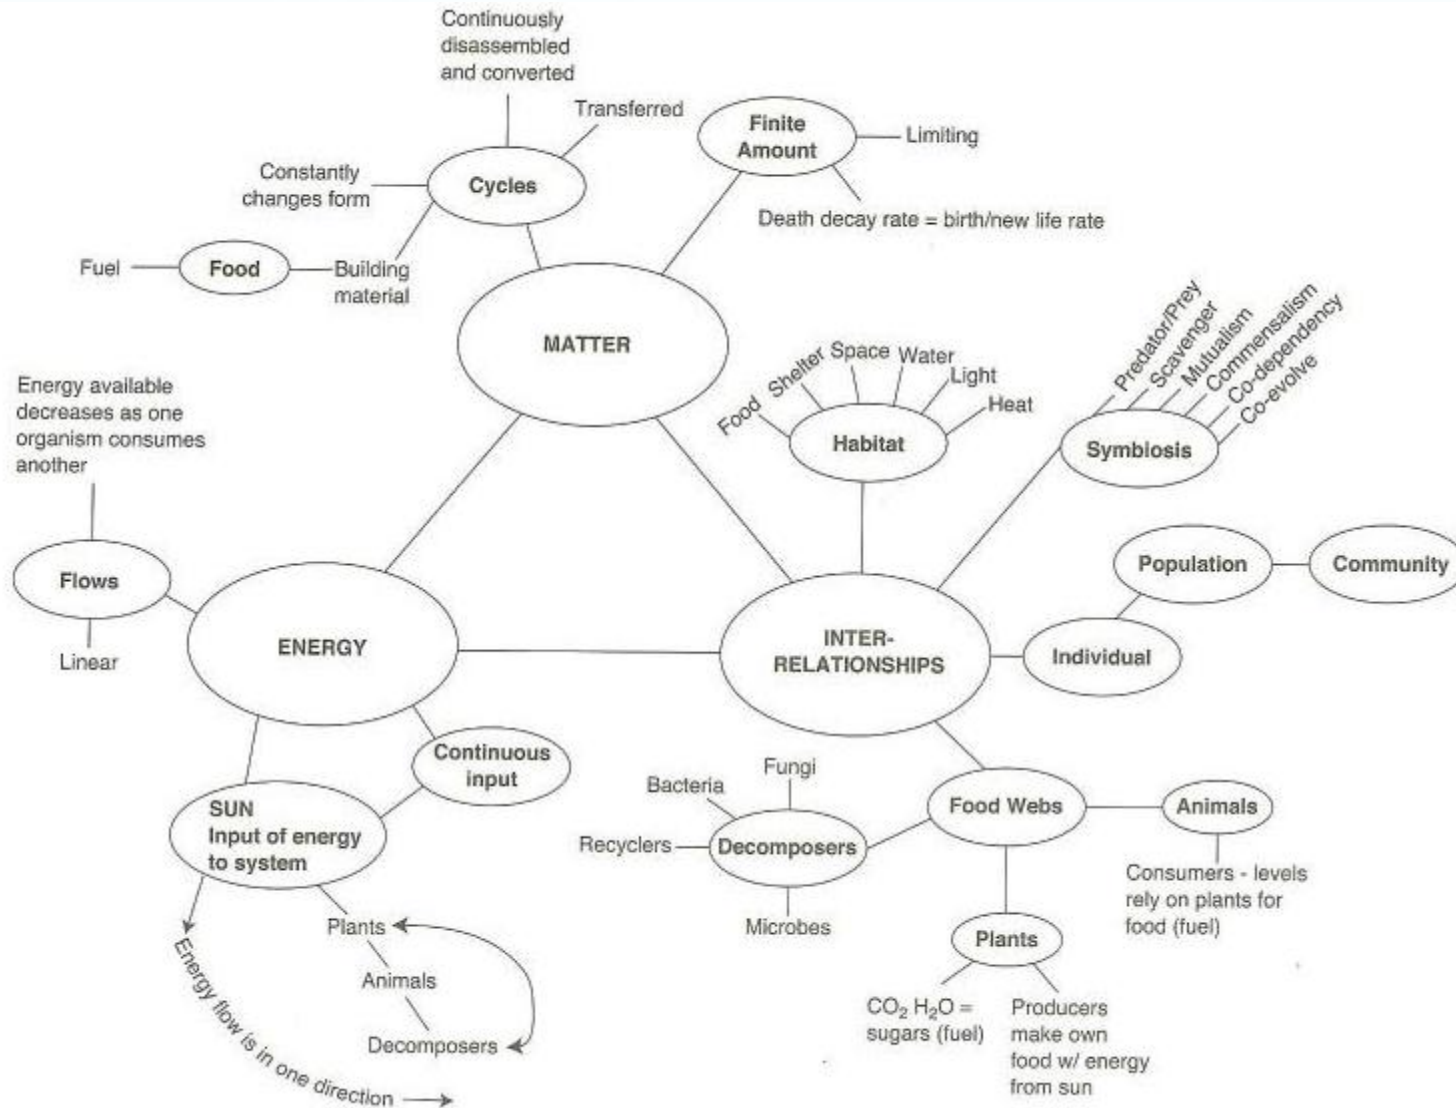 Continuously
disassembled
and converted
Transferred
Constantly
changes form
Cycles
Finite
Amount
Limiting
Death decay rate = birth/new life rate
Fuel
Food
Building
material
MATTER
Food
Shelter
Space
Water
Light
Heat
Habitat
Predator/Prey
Scavenger
Mutualism
Commensalism
Co-dependency
Co-evolve
Symbiosis
Energy available
decreases as one
organism consumes
another
Flows
Linear
ENERGY
INTER-
RELATIONSHIPS
Population
Community
Individual
Continuous
input
SUN
Input of energy
to system
Plants
Animals
Decomposers
Energy flow is in one direction
Fungi
Bacteria
Recyclers
Decomposers
Microbes
Food Webs
Animals
Consumers - levels
rely on plants for
food (fuel)
Plants
CO₂ H₂O =
sugars (fuel)
Producers
make own
food w/ energy
from sun